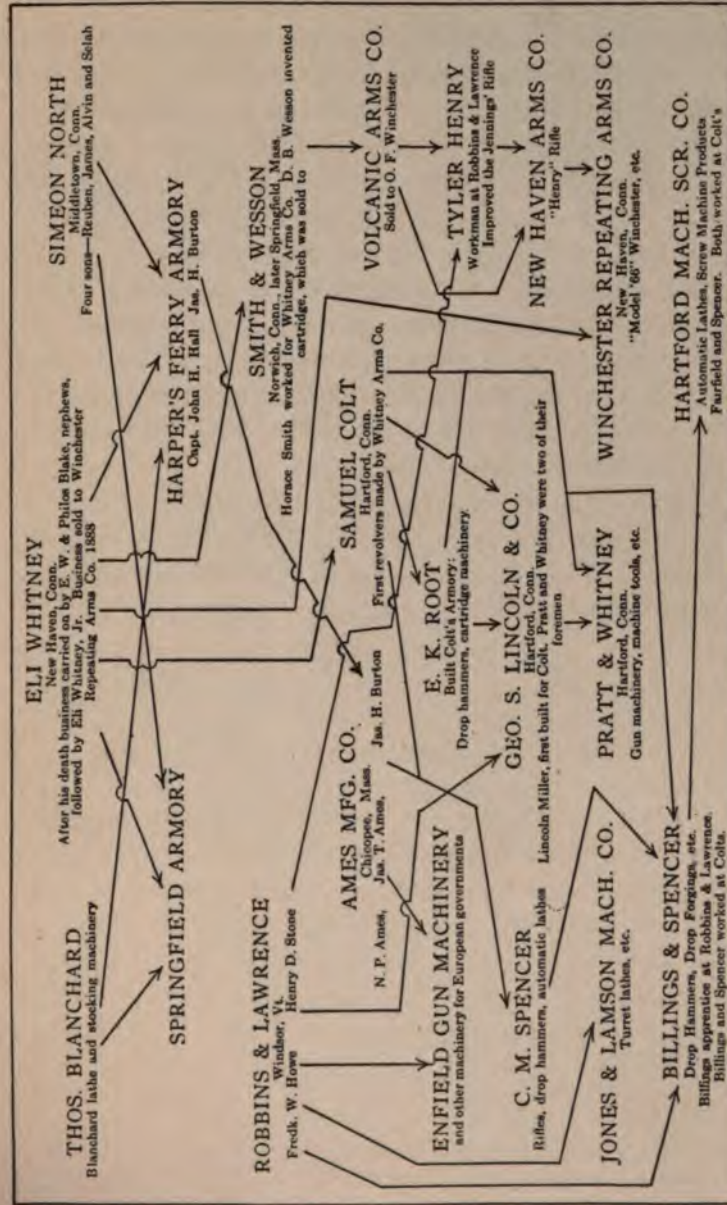 THOS. BLANCHARD
Blanchard lathe and stocking machinery
ELI WHITNEY
New Haven, Conn.
After his death business carried on by E. W. & Philos Blake, nephews,
followed by Eli Whitney, Jr. Business sold to Winchester
Repeating Arms Co. 1888
SIMEON NORTH
Middletown, Conn.
Four sons—Reuben, James, Alvin and Selah
SPRINGFIELD ARMORY
HARPER'S FERRY ARMORY
Capt. John H. Hall Jas. H. Burton
ROBBINS & LAWRENCE
Windsor, Vt.
Fredk. W. Howe Henry D. Stone
SMITH & WESSON
Norwich, Conn., later Springfield, Mass.
Horace Smith worked for Whitney Arms Co. D. B. Wesson invented
cartridge, which was sold to
AMES MFG. CO.
Chicopee, Mass.
N. P. Ames, Jas. T. Ames, Jas. H. Burton
SAMUEL COLT
Hartford, Conn.
First revolvers made by Whitney Arms Co.
VOLCANIC ARMS CO.
Sold to O. F. Winchester
ENFIELD GUN MACHINERY
and other machinery for European governments
E. K. ROOT
Built Colt's Armory:
Drop hammers, cartridge machinery
TYLER HENRY
Workman at Robbins & Lawrence
Improved the Jennings' Rifle
C. M. SPENCER
Rifles, drop hammers, automatic lathes
GEO. S. LINCOLN & CO.
Hartford, Conn.
Lincoln Miller, first built for Colt. Pratt and Whitney were two of their
foremen
NEW HAVEN ARMS CO.
"Henry" Rifle
JONES & LAMSON MACH. CO.
Turret lathes, etc.
PRATT & WHITNEY
Hartford, Conn.
Gun machinery, machine tools, etc.
WINCHESTER REPEATING ARMS CO.
New Haven, Conn.
"Model '66" Winchester, etc.
BILLINGS & SPENCER
Drop Hammers, Drop Forgings, etc.
Billings apprentice at Robbins & Lawrence.
Billings and Spencer worked at Colts.
HARTFORD MACH. SCR. CO.
Automatic Lathes, Screw Machine Products
Fairfield and Spencer. Both worked at Colt's